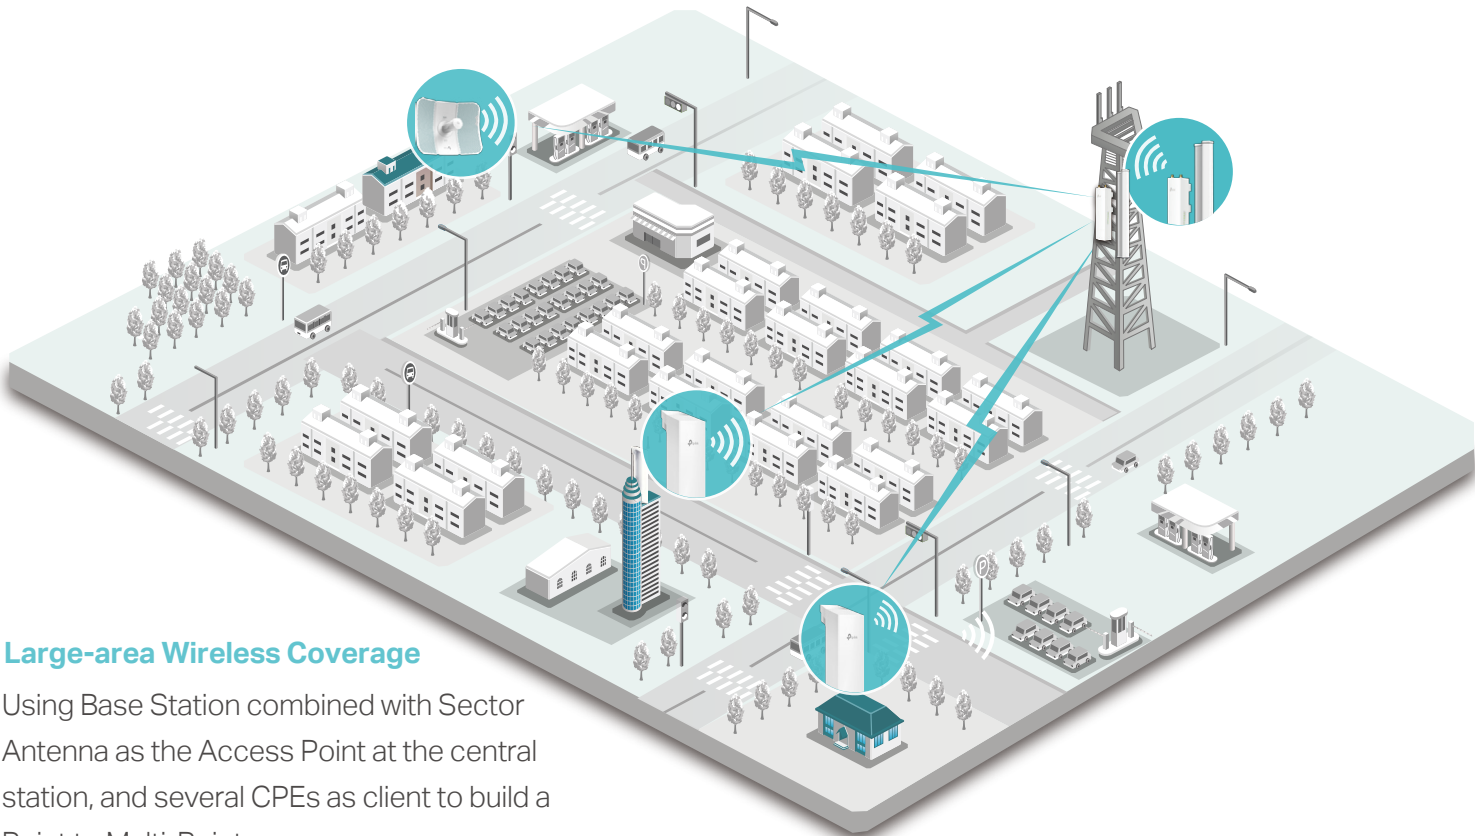 P
Large-area Wireless Coverage
Using Base Station combined with Sector
Antenna as the Access Point at the central
station, and several CPEs as client to build a